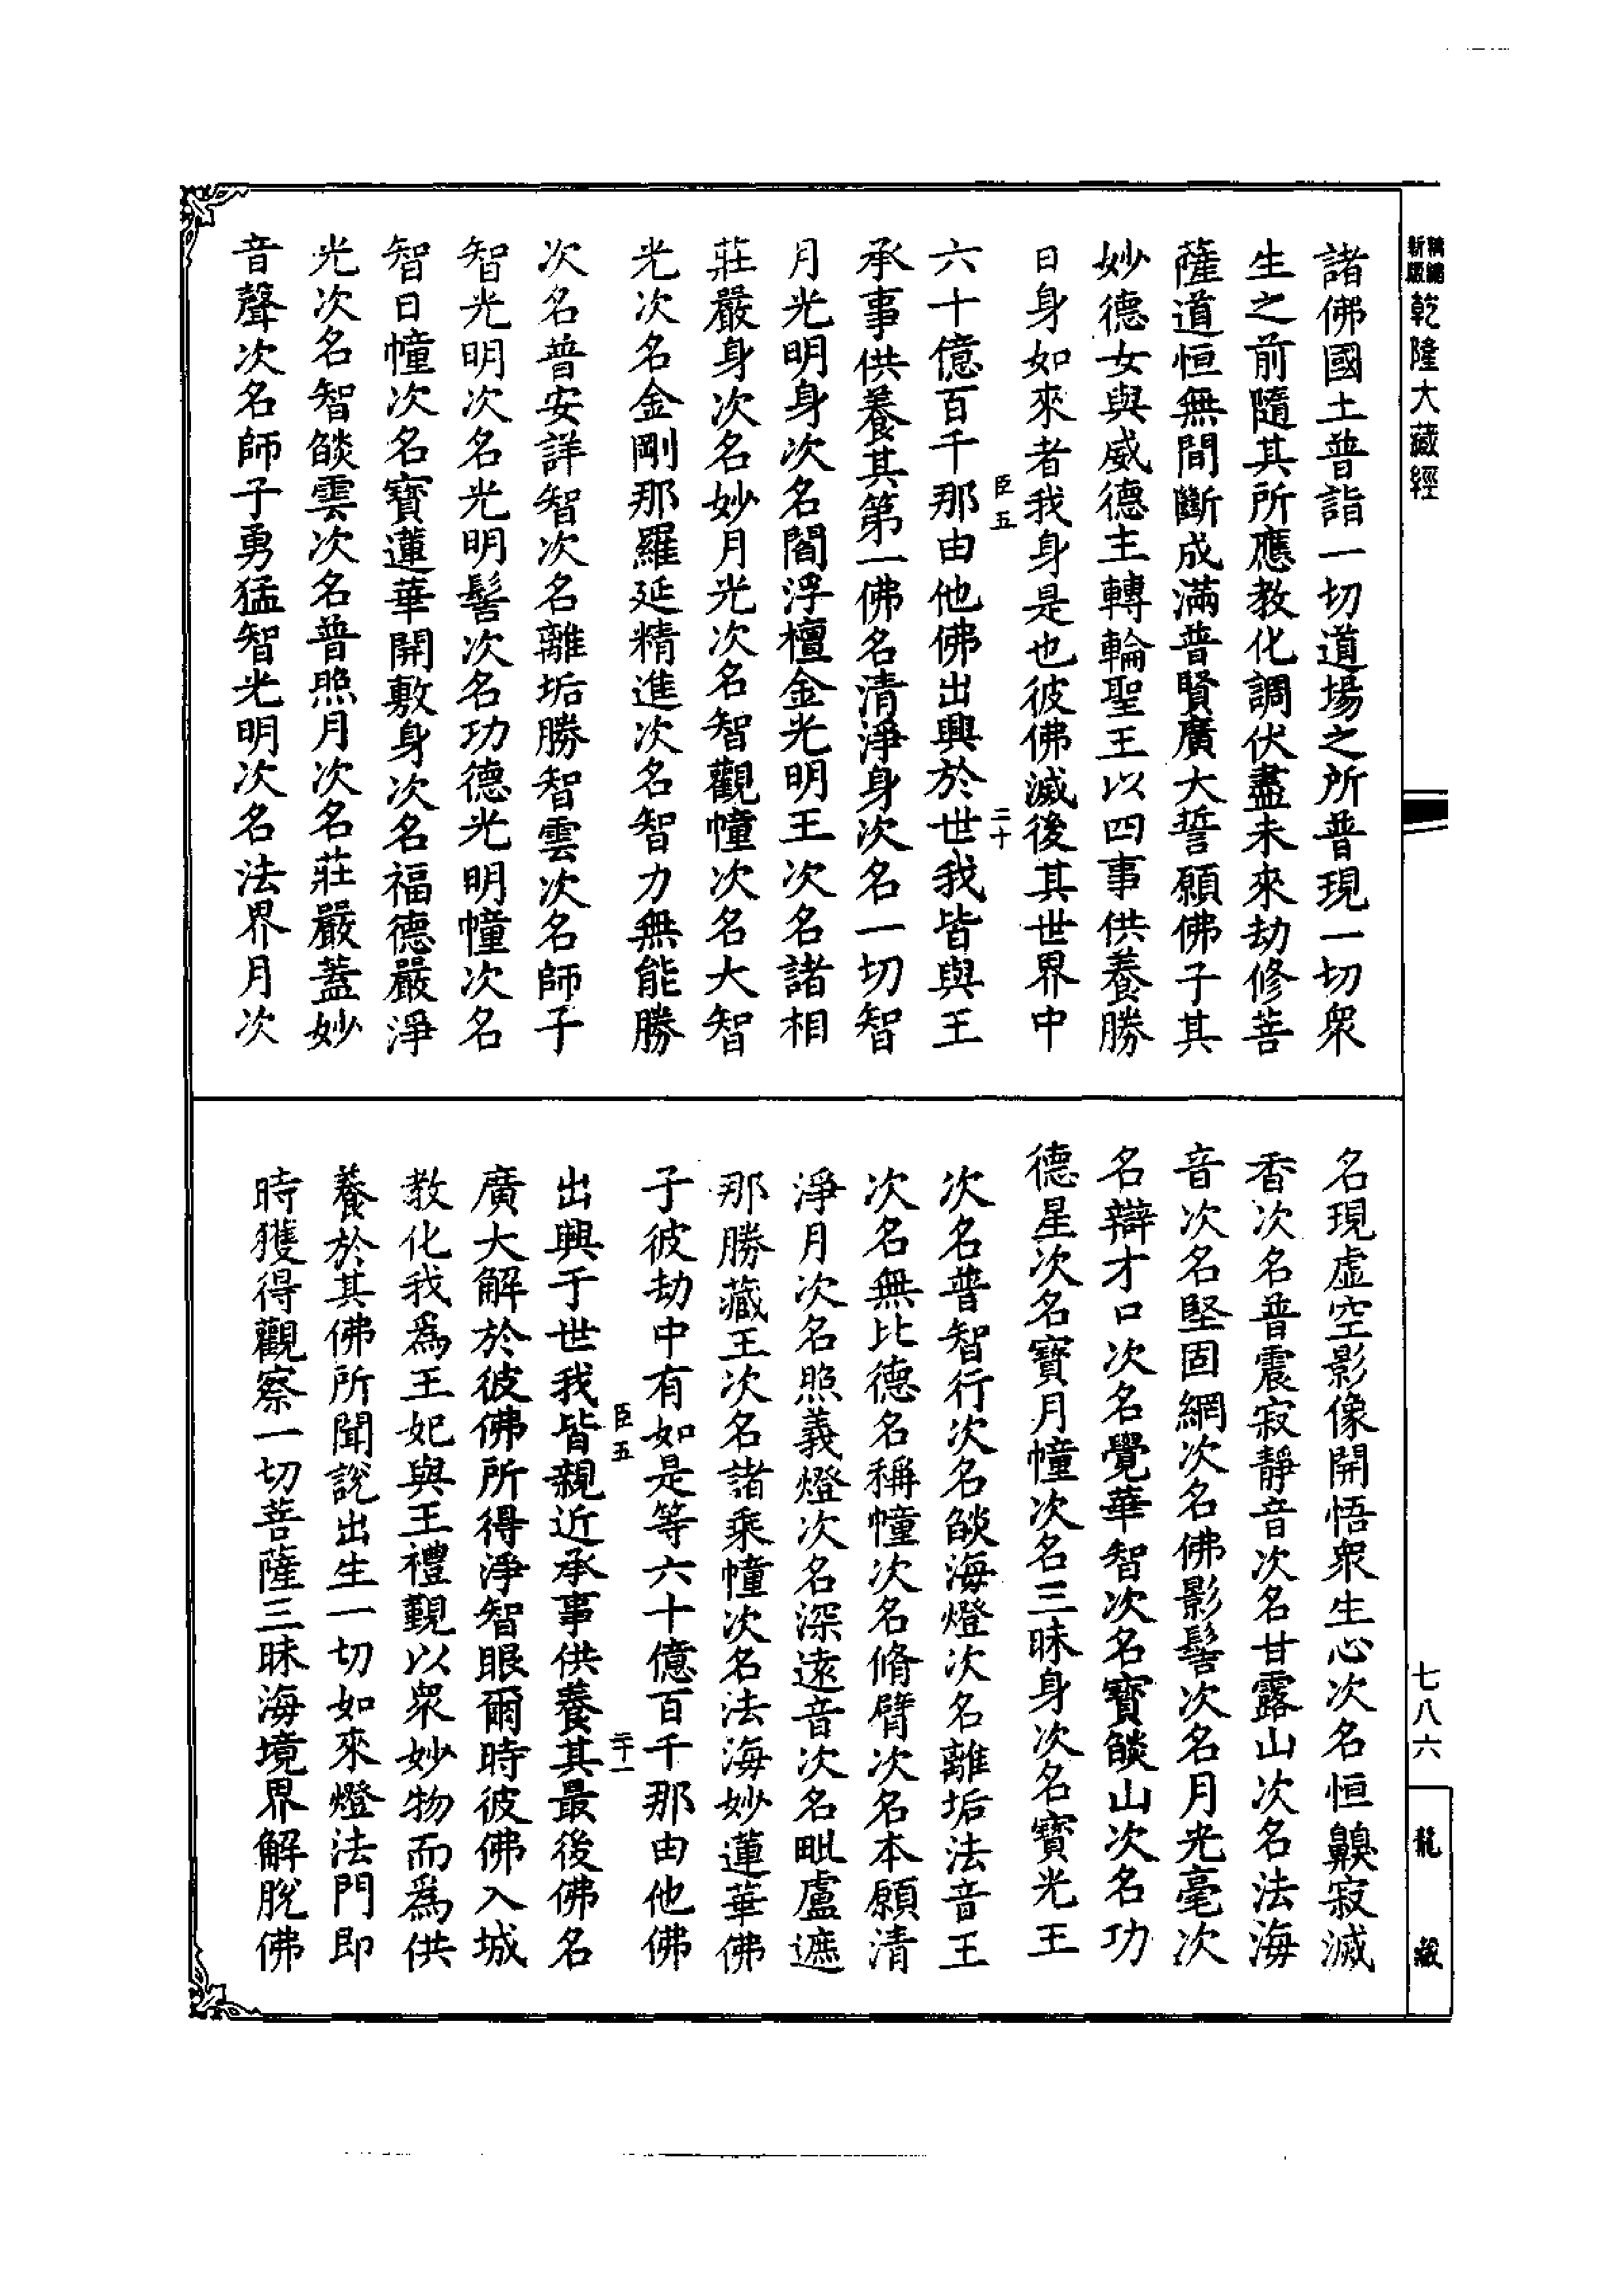 新版精縮乾隆大藏經
諸佛國土普詣一切道場之所普現一切衆
生之前隨其所應教化調伏盡未來劫修菩
薩道恒無間斷成滿普賢廣大誓願佛子其
妙德女與威德主轉輪聖王以四事供養勝
日身如來者我身是也彼佛滅後其世界中
臣五
二十
六十億百千那由他佛出興於世我皆與王
承事供養其第一佛名清淨身次名一切智
月光明身次名閻浮檀金光明王次名諸相
莊嚴身次名妙月光次名智觀幢次名大智
光次名金剛那羅延精進次名智力無能勝
次名普安詳智次名離垢勝智雲次名師子
智光明次名光明髻次名功德光明幢次名
智日幢次名寶蓮華開敷身次名福德嚴淨
光次名智燄雲次名普照月次名莊嚴蓋妙
音聲次名師子勇猛智光明次名法界月次
名現虛空影像開悟衆生心次名恒齅寂滅
香次名普震寂靜音次名甘露山次名法海
音次名堅固網次名佛影髻次名月光毫次
名辯才口次名覺華智次名寶燄山次名功
德星次名寶月幢次名三昧身次名寶光王
次名普智行次名燄海燈次名離垢法音王
次名無比德名稱幢次名脩臂次名本願清
淨月次名照義燈次名深遠音次名毗盧遮
那勝藏王次名諸乘幢次名法海妙蓮華佛
子彼劫中有如是等六十億百千那由他佛
臣五
二十一
出興于世我皆親近承事供養其最後佛名
廣大解於彼佛所得淨智眼爾時彼佛入城
教化我爲王妃與王禮覲以衆妙物而爲供
養於其佛所聞說出生一切如來燈法門即
時獲得觀察一切菩薩三昧海境界解脫佛
七八六
龍藏